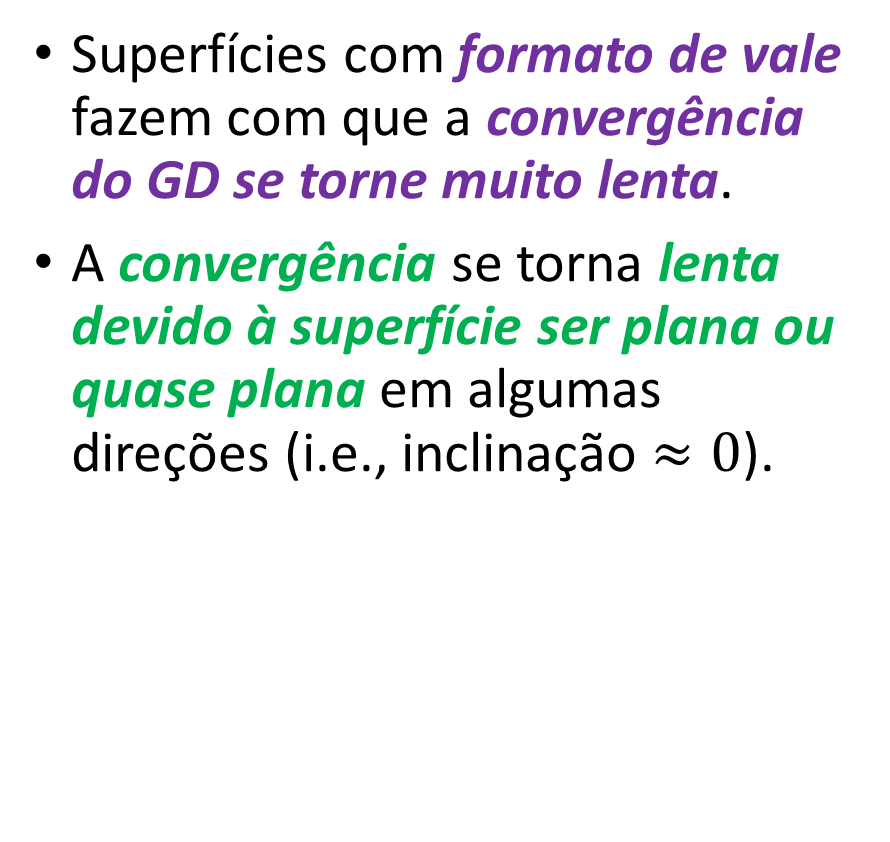 • Superfícies com formato de vale
fazem com que a convergência
do GD se torne muito lenta.
• A convergência se torna lenta
devido à superfície ser plana ou
quase plana em algumas
direções (i.e., inclinação ≈ 0).